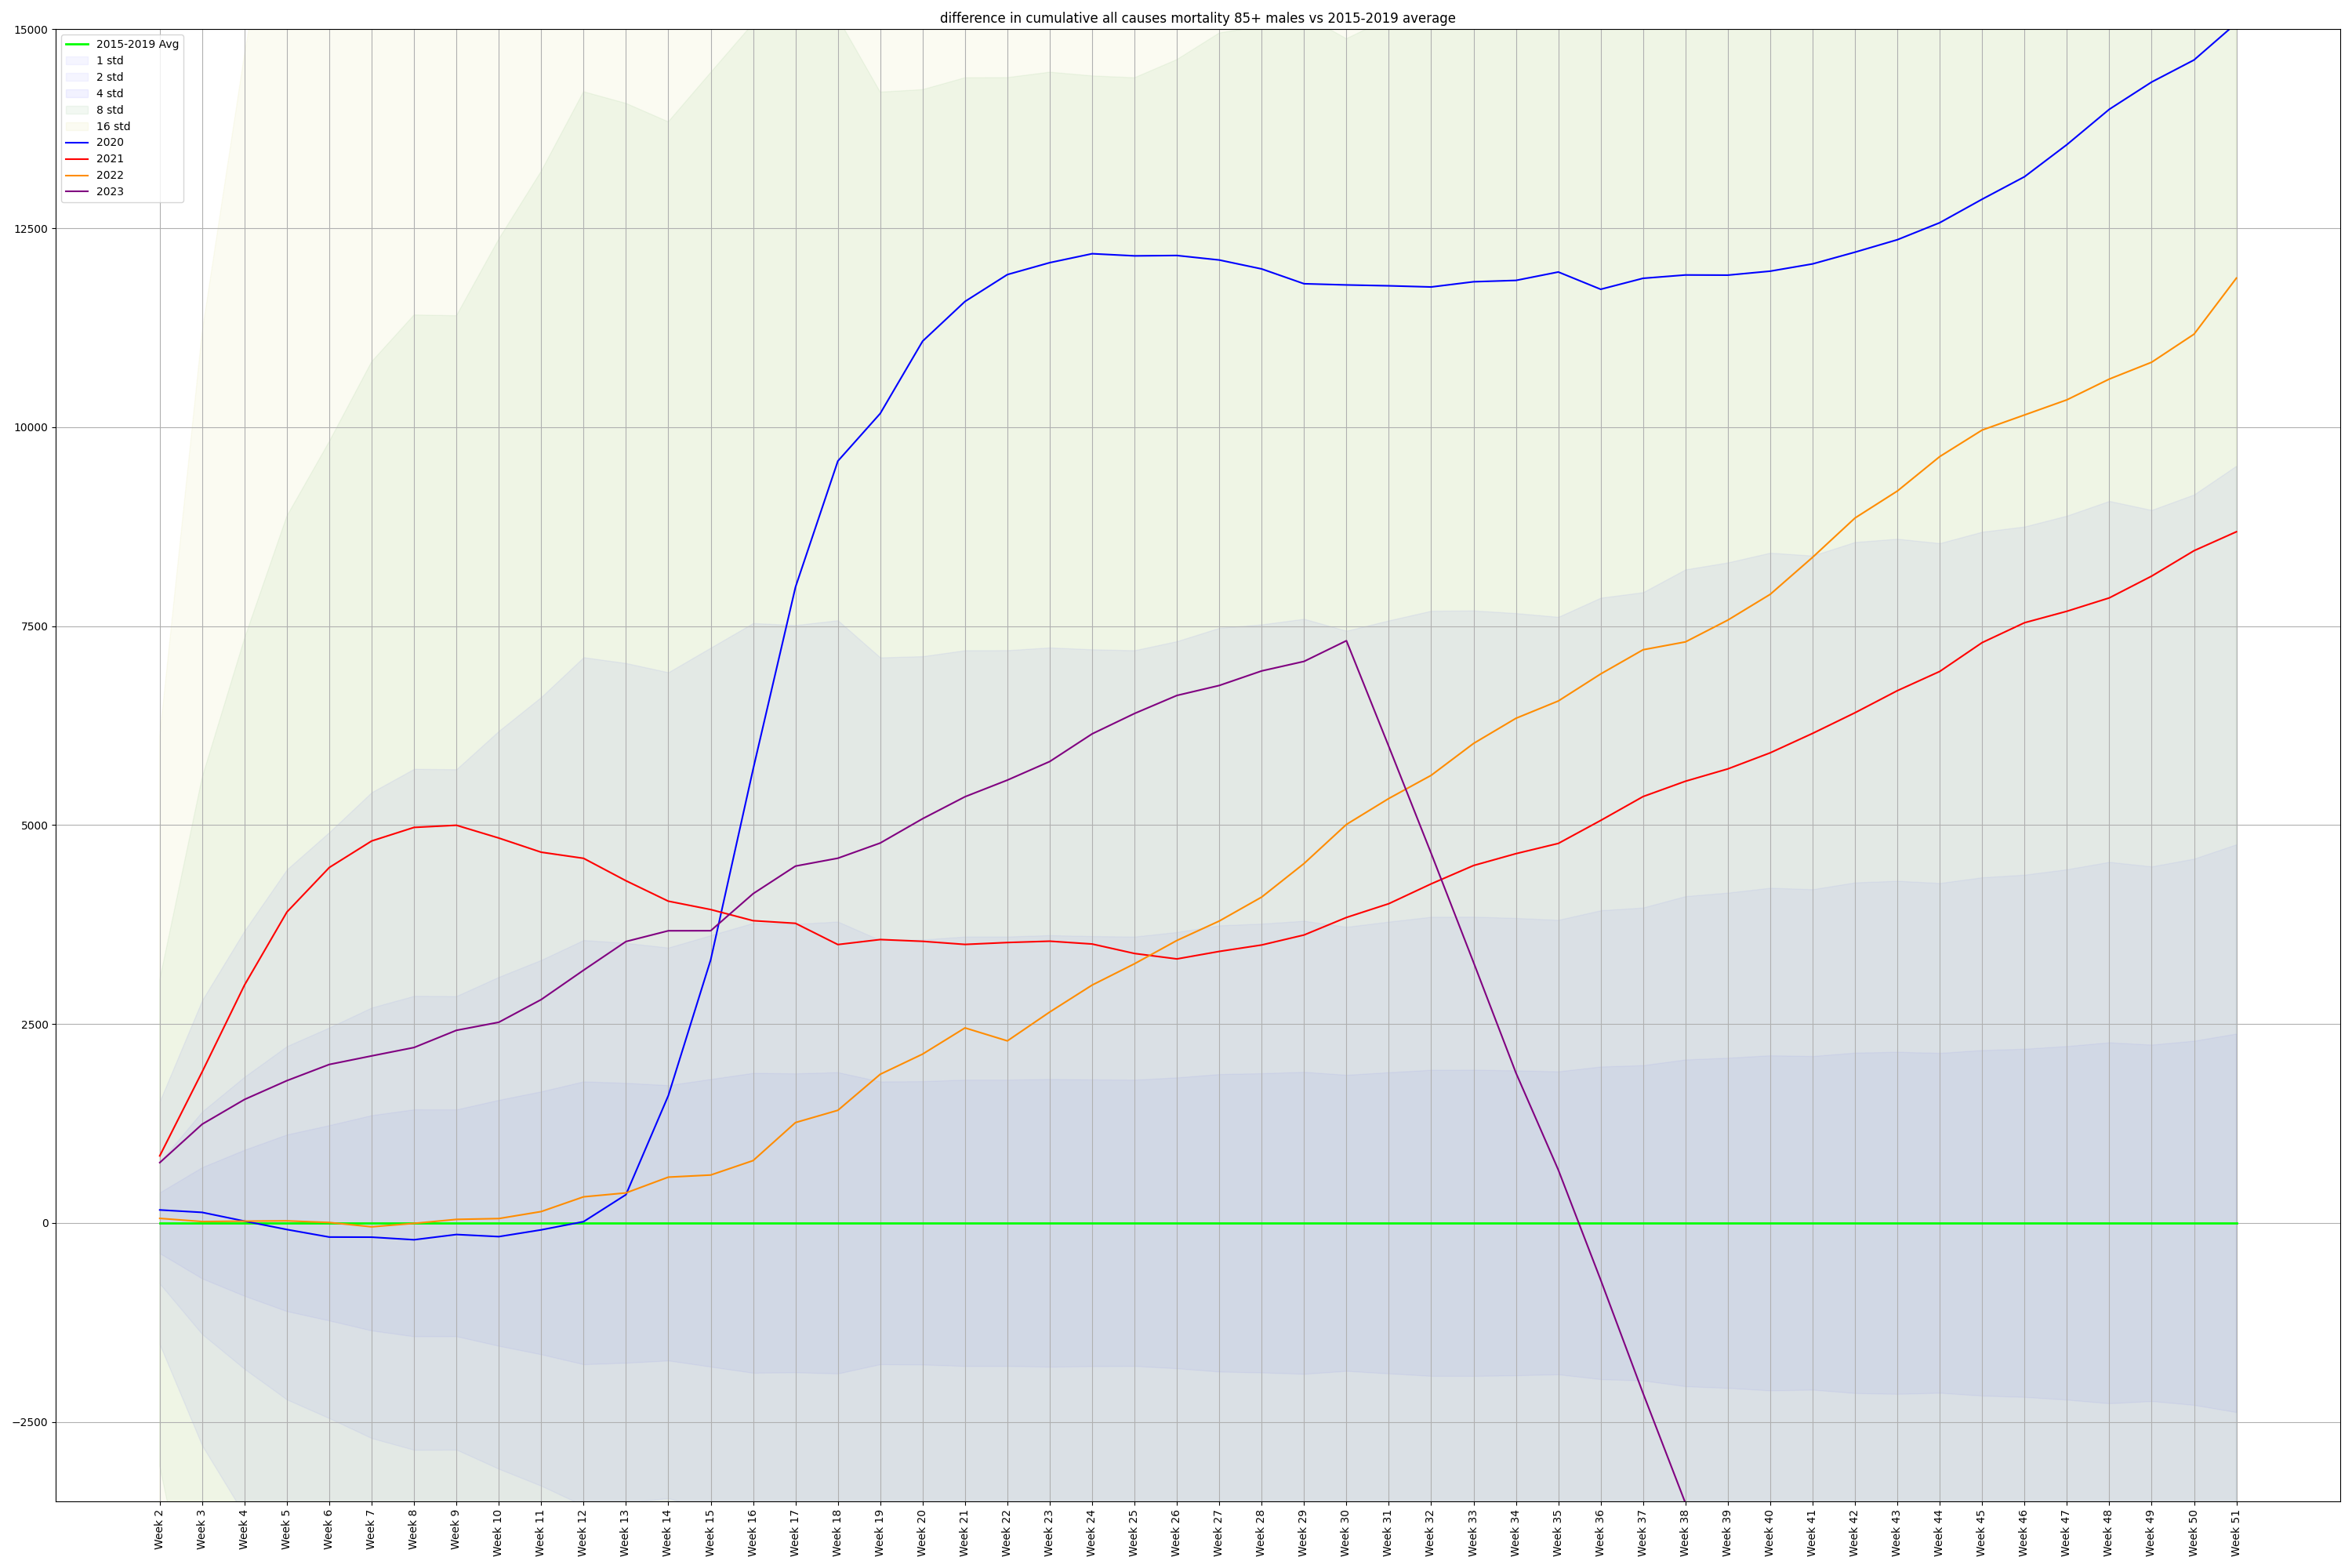 difference in cumulative all causes mortality 85+ males vs 2015-2019 average
15000
12500
10000
7500
5000
2500
0
−2500
2015-2019 Avg
1 std
2 std
4 std
8 std
16 std
2020
2021
2022
2023
Week 2
Week 3
Week 4
Week 5
Week 6
Week 7
Week 8
Week 9
Week 10
Week 11
Week 12
Week 13
Week 14
Week 15
Week 16
Week 17
Week 18
Week 19
Week 20
Week 21
Week 22
Week 23
Week 24
Week 25
Week 26
Week 27
Week 28
Week 29
Week 30
Week 31
Week 32
Week 33
Week 34
Week 35
Week 36
Week 37
Week 38
Week 39
Week 40
Week 41
Week 42
Week 43
Week 44
Week 45
Week 46
Week 47
Week 48
Week 49
Week 50
Week 51